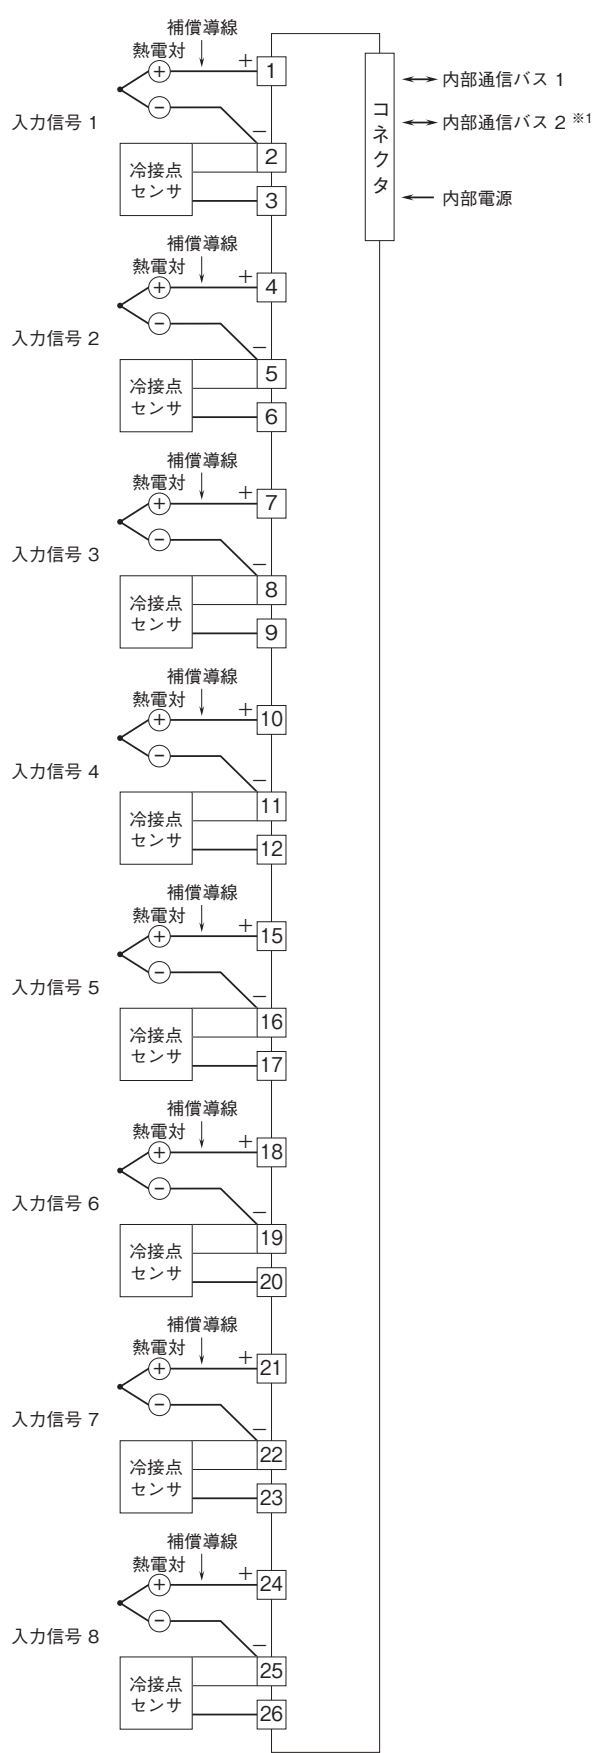 補償導線
熱電対
+
+
1
入力信号 1
−
−
2
冷接点
センサ
3
コネクタ
内部通信バス 1
内部通信バス 2 ※1
内部電源
補償導線
熱電対
+
+
4
入力信号 2
−
−
5
冷接点
センサ
6
補償導線
熱電対
+
+
7
入力信号 3
−
−
8
冷接点
センサ
9
補償導線
熱電対
+
+
10
入力信号 4
−
−
11
冷接点
センサ
12
補償導線
熱電対
+
+
15
入力信号 5
−
−
16
冷接点
センサ
17
補償導線
熱電対
+
+
18
入力信号 6
−
−
19
冷接点
センサ
20
補償導線
熱電対
+
+
21
入力信号 7
−
−
22
冷接点
センサ
23
補償導線
熱電対
+
+
24
入力信号 8
−
−
25
冷接点
センサ
26